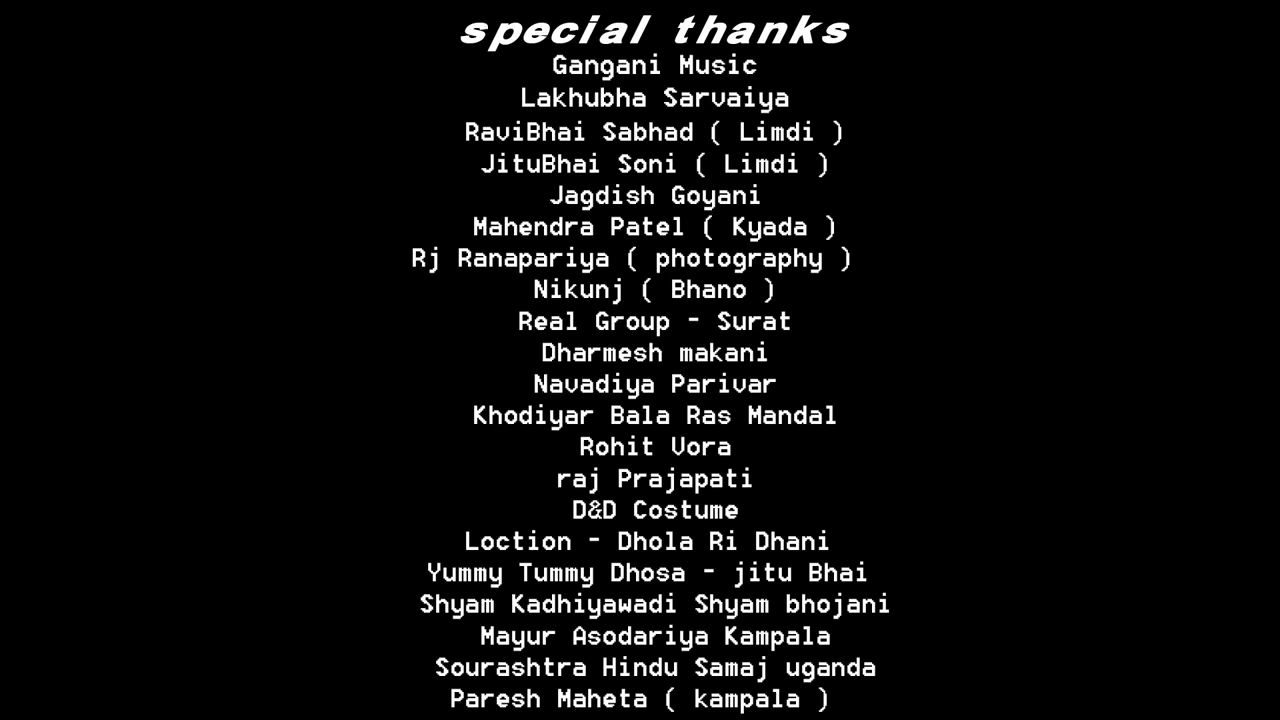 special thanks
Gangani Music
Lakhubha Sarvaiya
RaviBhai Sabhad ( Limdi )
JituBhai Soni ( Limdi )
Jagdish Goyani
Mahendra Patel ( Kyada )
Rj Ranapariya ( photography )
Nikunj ( Bhano )
Real Group - Surat
Dharmesh makani
Navadiya Parivar
Khodiyar Bala Ras Mandal
Rohit Vora
raj Prajapati
D&D Costume
Loction - Dhola Ri Dhani
Yummy Tummy Dhosa - jitu Bhai
Shyam Kadhiyawadi Shyam bhojani
Mayur Asodariya Kampala
Sourashtra Hindu Samaj uganda
Paresh Maheta ( kampala )